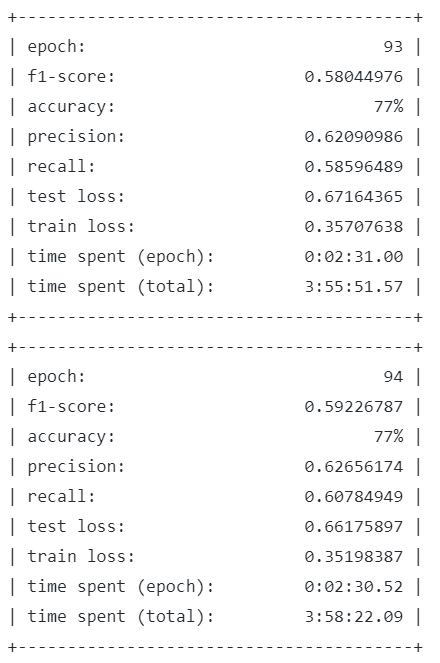 +----------------------------------------+
| epoch: 93 |
| f1-score: 0.58044976 |
| accuracy: 77% |
| precision: 0.62090986 |
| recall: 0.58596489 |
| test loss: 0.67164365 |
| train loss: 0.35707638 |
| time spent (epoch): 0:02:31.00 |
| time spent (total): 3:55:51.57 |
+----------------------------------------+
+----------------------------------------+
| epoch: 94 |
| f1-score: 0.59226787 |
| accuracy: 77% |
| precision: 0.62656174 |
| recall: 0.60784949 |
| test loss: 0.66175897 |
| train loss: 0.35198387 |
| time spent (epoch): 0:02:30.52 |
| time spent (total): 3:58:22.09 |
+----------------------------------------+